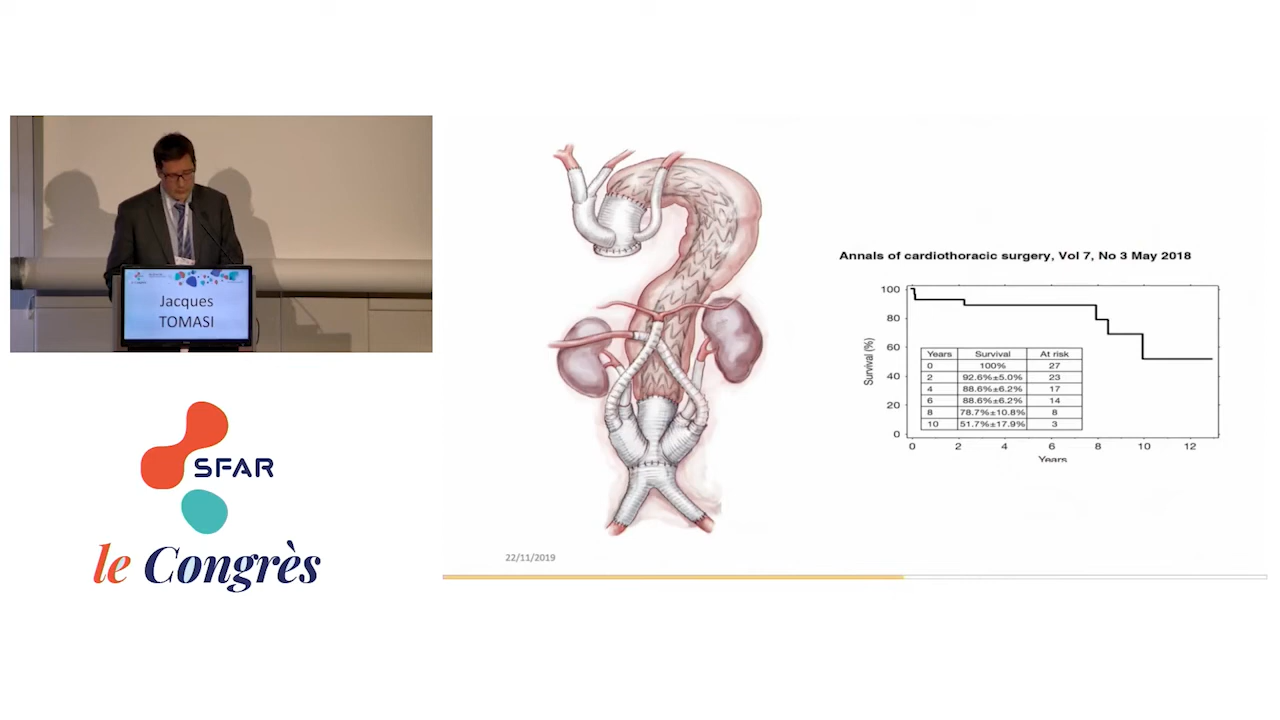 Jacques
TOMASI
SFAR
le Congrès
Annals of cardiothoracic surgery, Vol 7, No 3 May 2018
Survival (%)
100
80
60
40
20
0
Years Survival At risk
0 100% 27
2 92.6%±5.0% 23
4 88.6%±6.2% 17
6 88.6%±6.2% 14
8 78.7%±10.8% 8
10 51.7%±17.9% 3
0 2 4 6 8 10 12
Years
22/11/2019